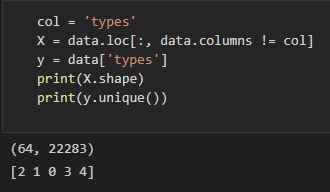 col = 'types'
X = data.loc[:, data.columns != col]
y = data['types']
print(X.shape)
print(y.unique())
(64, 22283)
[2 1 0 3 4]